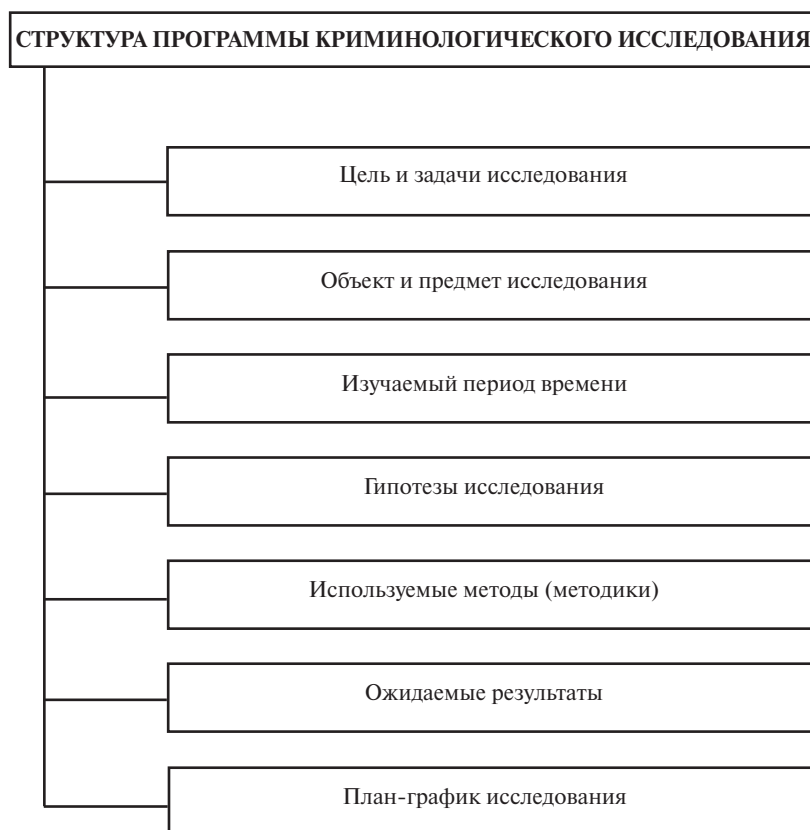 СТРУКТУРА ПРОГРАММЫ КРИМИНОЛОГИЧЕСКОГО ИССЛЕДОВАНИЯ
Цель и задачи исследования
Объект и предмет исследования
Изучаемый период времени
Гипотезы исследования
Используемые методы (методики)
Ожидаемые результаты
План-график исследования